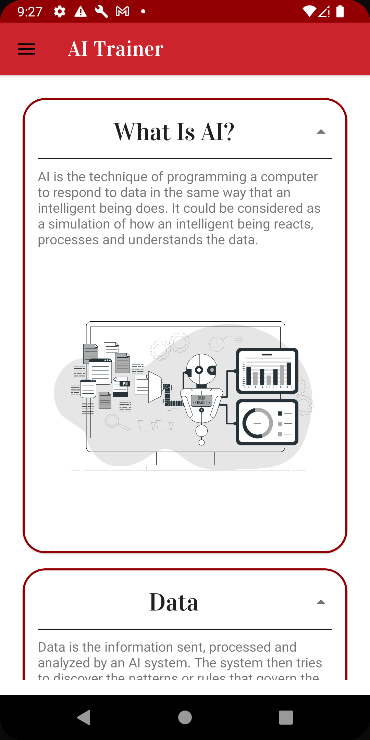 9:27
AI Trainer
What Is AI?
AI is the technique of programming a computer
to respond to data in the same way that an
intelligent being does. It could be considered as
a simulation of how an intelligent being reacts,
processes and understands the data.
Data
Data is the information sent, processed and
analyzed by an AI system. The system then tries
to discover the patterns or rules that govern the